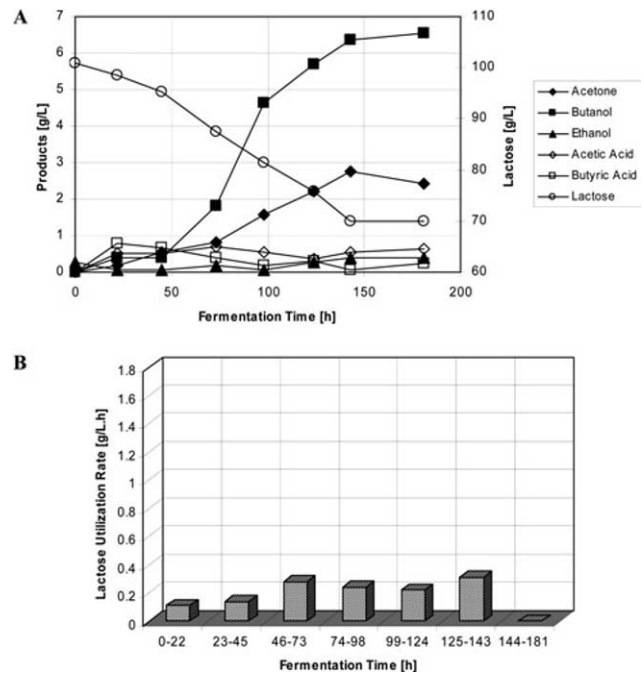 A
7
6
5
4
3
2
1
0
Products [g/L]
110
100
90
80
70
60
Lactose [g/L]
0 50 100 150 200
Fermentation Time [h]
Acetone
Butanol
Ethanol
Acetic Acid
Butyric Acid
Lactose
B
1.8
1.6
1.4
1.2
1
0.8
0.6
0.4
0.2
0
Lactose Utilization Rate [g/L.h]
0-22 23-45 46-73 74-98 99-124 125-143 144-181
Fermentation Time [h]